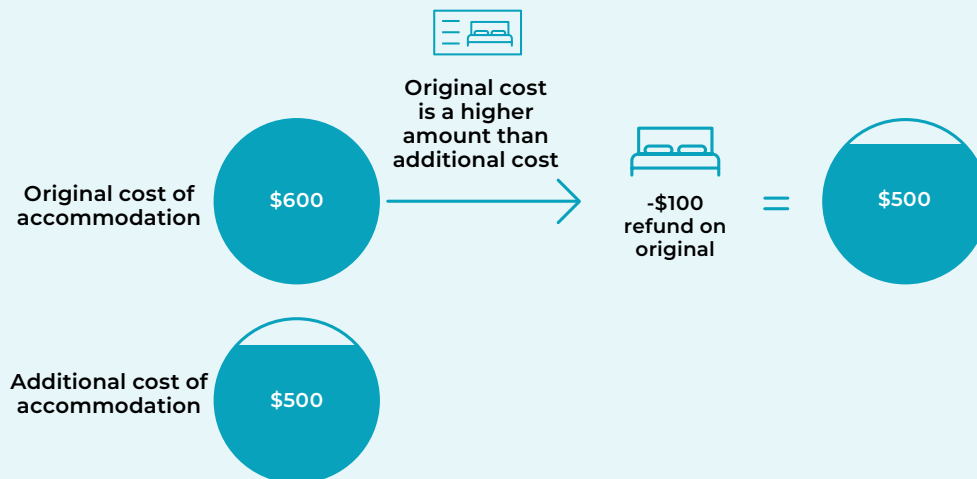 Original cost
is a higher
amount than
additional cost
Original cost of
accommodation
$600
-$100
refund on
original
=
$500
Additional cost of
accommodation
$500